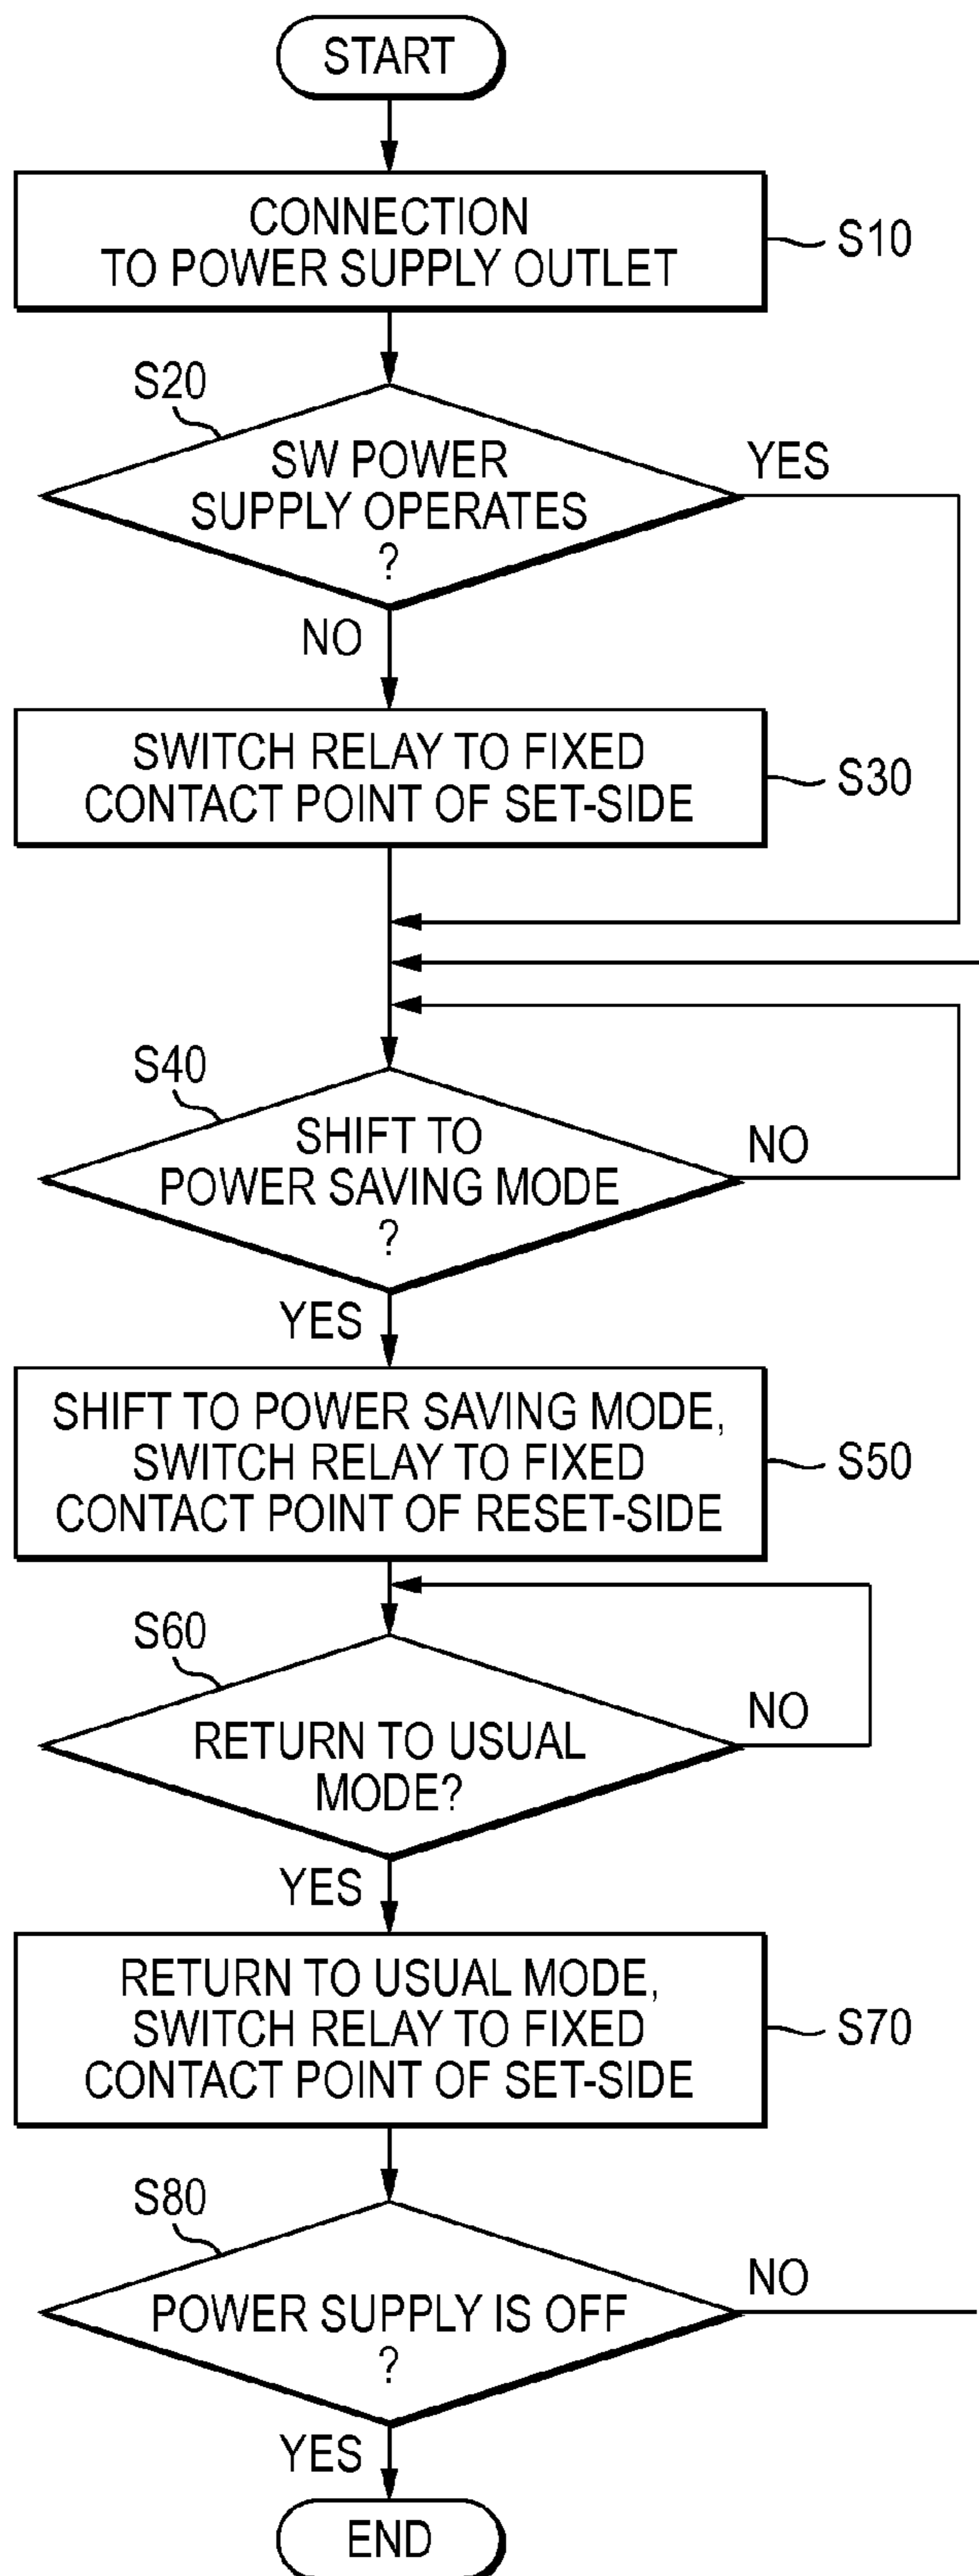 START
CONNECTION
TO POWER SUPPLY OUTLET
S10
S20
SW POWER
SUPPLY OPERATES
?
YES
NO
SWITCH RELAY TO FIXED
CONTACT POINT OF SET-SIDE
S30
S40
SHIFT TO
POWER SAVING MODE
?
NO
YES
SHIFT TO POWER SAVING MODE,
SWITCH RELAY TO FIXED
CONTACT POINT OF RESET-SIDE
S50
S60
RETURN TO USUAL
MODE?
NO
YES
RETURN TO USUAL MODE,
SWITCH RELAY TO FIXED
CONTACT POINT OF SET-SIDE
S70
S80
POWER SUPPLY IS OFF
?
NO
YES
END